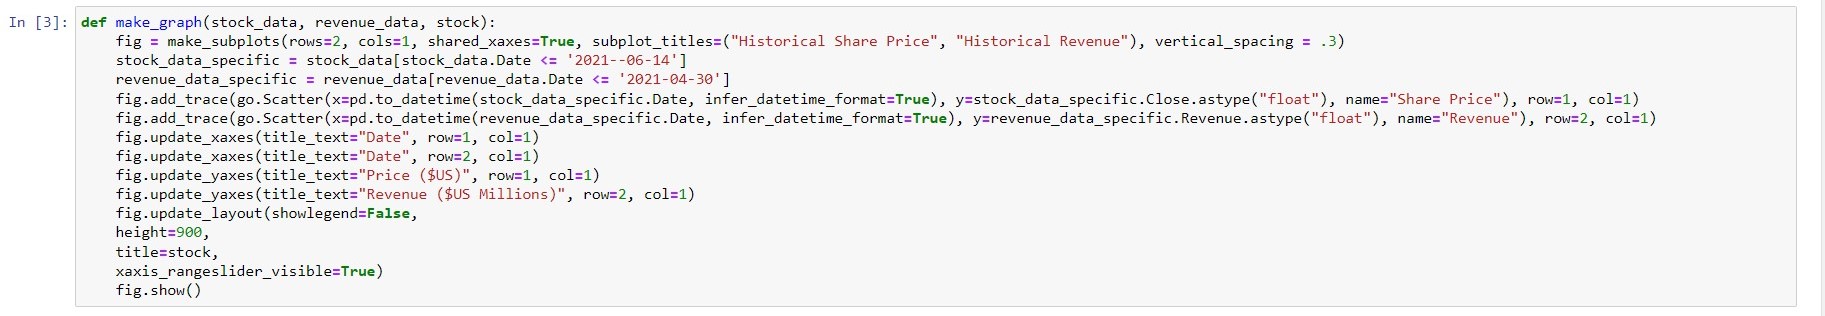 In [3]: def make_graph(stock_data, revenue_data, stock):
    fig = make_subplots(rows=2, cols=1, shared_xaxes=True, subplot_titles=("Historical Share Price", "Historical Revenue"), vertical_spacing = .3)
    stock_data_specific = stock_data[stock_data.Date <= '2021--06-14']
    revenue_data_specific = revenue_data[revenue_data.Date <= '2021-04-30']
    fig.add_trace(go.Scatter(x=pd.to_datetime(stock_data_specific.Date, infer_datetime_format=True), y=stock_data_specific.Close.astype("float"), name="Share Price"), row=1, col=1)
    fig.add_trace(go.Scatter(x=pd.to_datetime(revenue_data_specific.Date, infer_datetime_format=True), y=revenue_data_specific.Revenue.astype("float"), name="Revenue"), row=2, col=1)
    fig.update_xaxes(title_text="Date", row=1, col=1)
    fig.update_xaxes(title_text="Date", row=2, col=1)
    fig.update_yaxes(title_text="Price ($US)", row=1, col=1)
    fig.update_yaxes(title_text="Revenue ($US Millions)", row=2, col=1)
    fig.update_layout(showlegend=False,
    height=900,
    title=stock,
    xaxis_rangeslider_visible=True)
    fig.show()